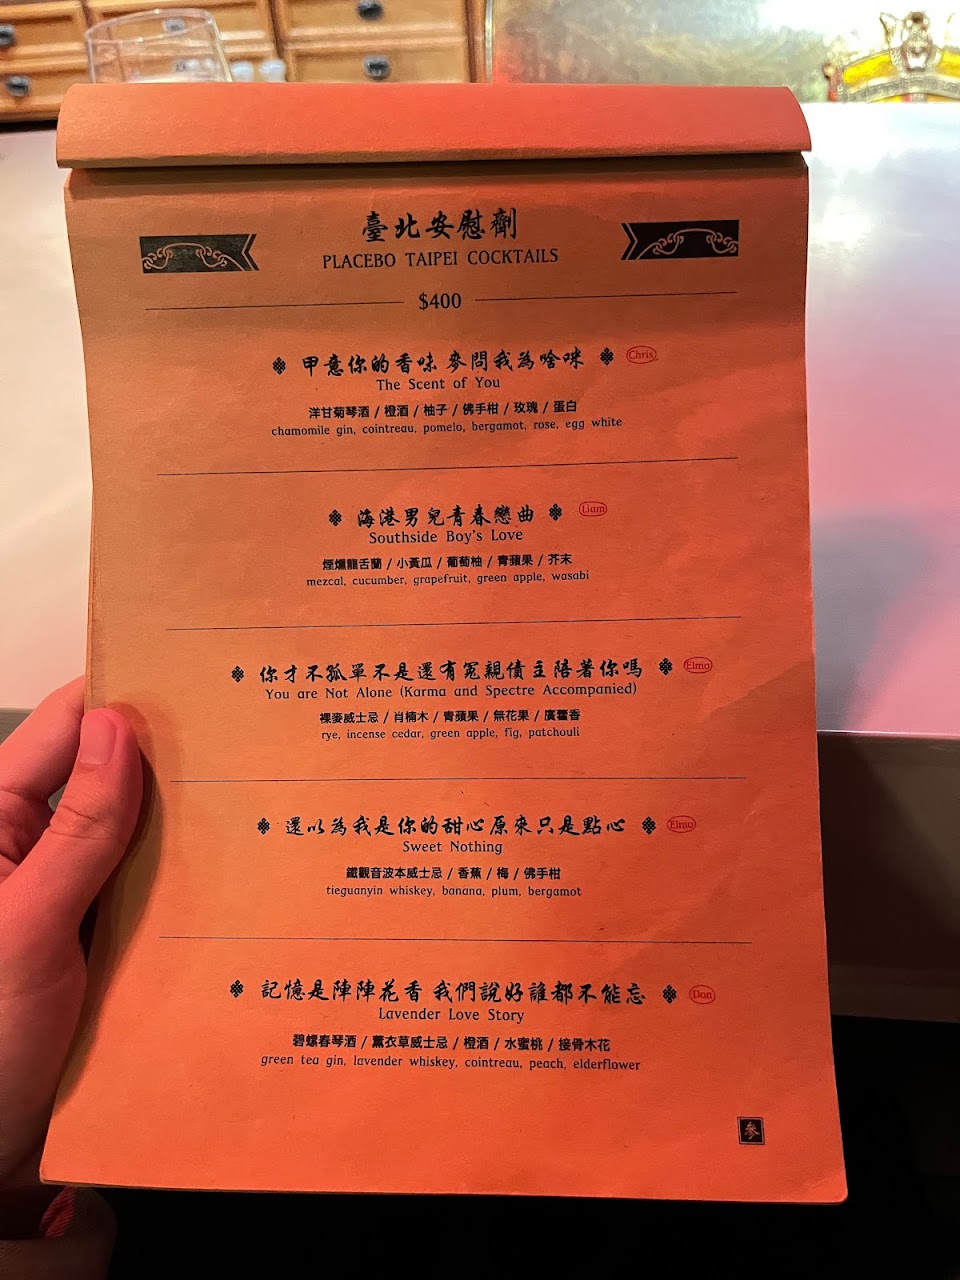 臺北安慰劑
PLACEBO TAIPEI COCKTAILS
$400
甲意你的香味 麥問我為啥咪 Chris
The Scent of You
洋甘菊琴酒 / 橙酒 / 柚子 / 佛手柑 / 玫瑰 / 蛋白
chamomile gin, cointreau, pomelo, bergamot, rose, egg white
海港男兒青春戀曲 Liam
Southside Boy's Love
煙燻龍舌蘭 / 小黃瓜 / 葡萄柚 / 青蘋果 / 芥末
mezcal, cucumber, grapefruit, green apple, wasabi
你才不孤單不是還有冤親債主陪著你嗎 Elmo
You are Not Alone (Karma and Spectre Accompanied)
裸麥威士忌 / 肖楠木 / 青蘋果 / 無花果 / 廣藿香
rye, incense cedar, green apple, fig, patchouli
還以為我是你的甜心原來只是點心 Elmo
Sweet Nothing
鐵觀音波本威士忌 / 香蕉 / 梅 / 佛手柑
tieguanyin whiskey, banana, plum, bergamot
記憶是陣陣花香 我們說好誰都不能忘 Don
Lavender Love Story
碧螺春琴酒 / 薰衣草威士忌 / 橙酒 / 水蜜桃 / 接骨木花
green tea gin, lavender whiskey, cointreau, peach, elderflower
參